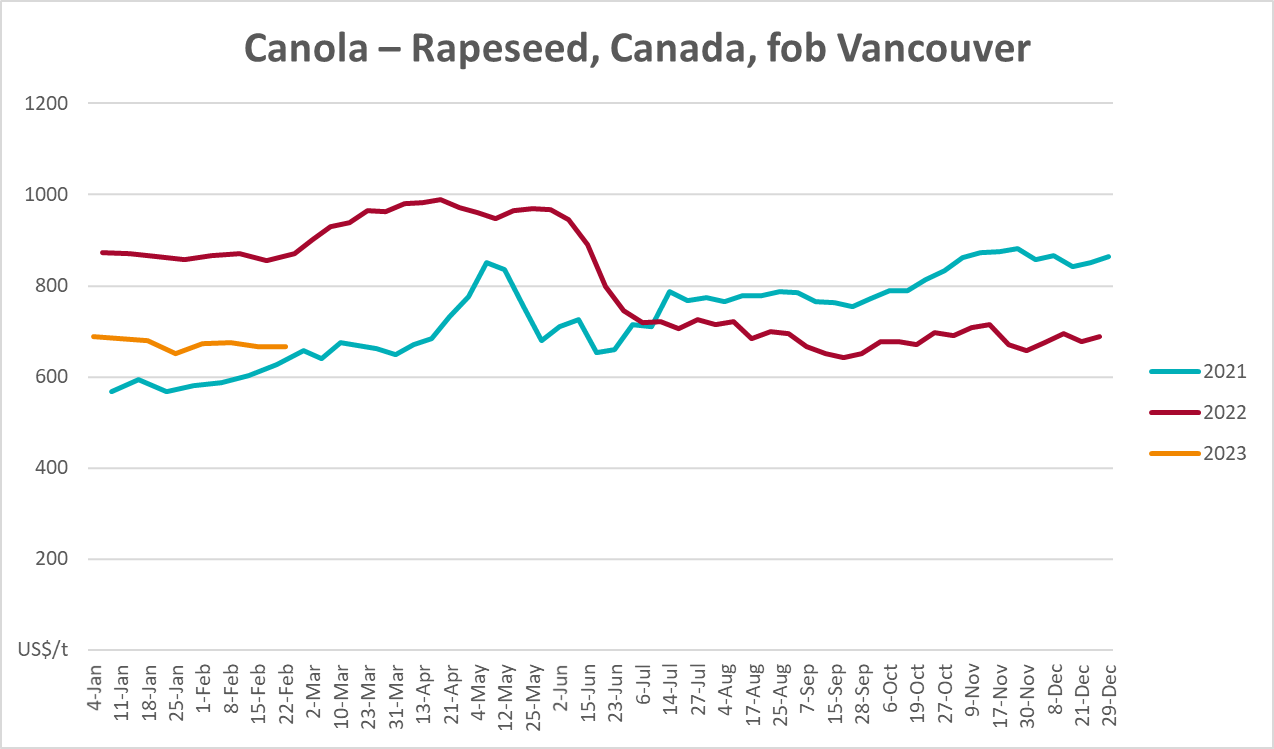 Canola – Rapeseed, Canada, fob Vancouver
1200
1000
800
600
400
200
US$/t
4-Jan
11-Jan
18-Jan
25-Jan
1-Feb
8-Feb
15-Feb
22-Feb
2-Mar
10-Mar
23-Mar
31-Mar
13-Apr
21-Apr
4-May
12-May
25-May
2-Jun
15-Jun
23-Jun
6-Jul
14-Jul
27-Jul
4-Aug
17-Aug
25-Aug
7-Sep
15-Sep
28-Sep
6-Oct
19-Oct
27-Oct
9-Nov
17-Nov
30-Nov
8-Dec
21-Dec
29-Dec
2021
2022
2023